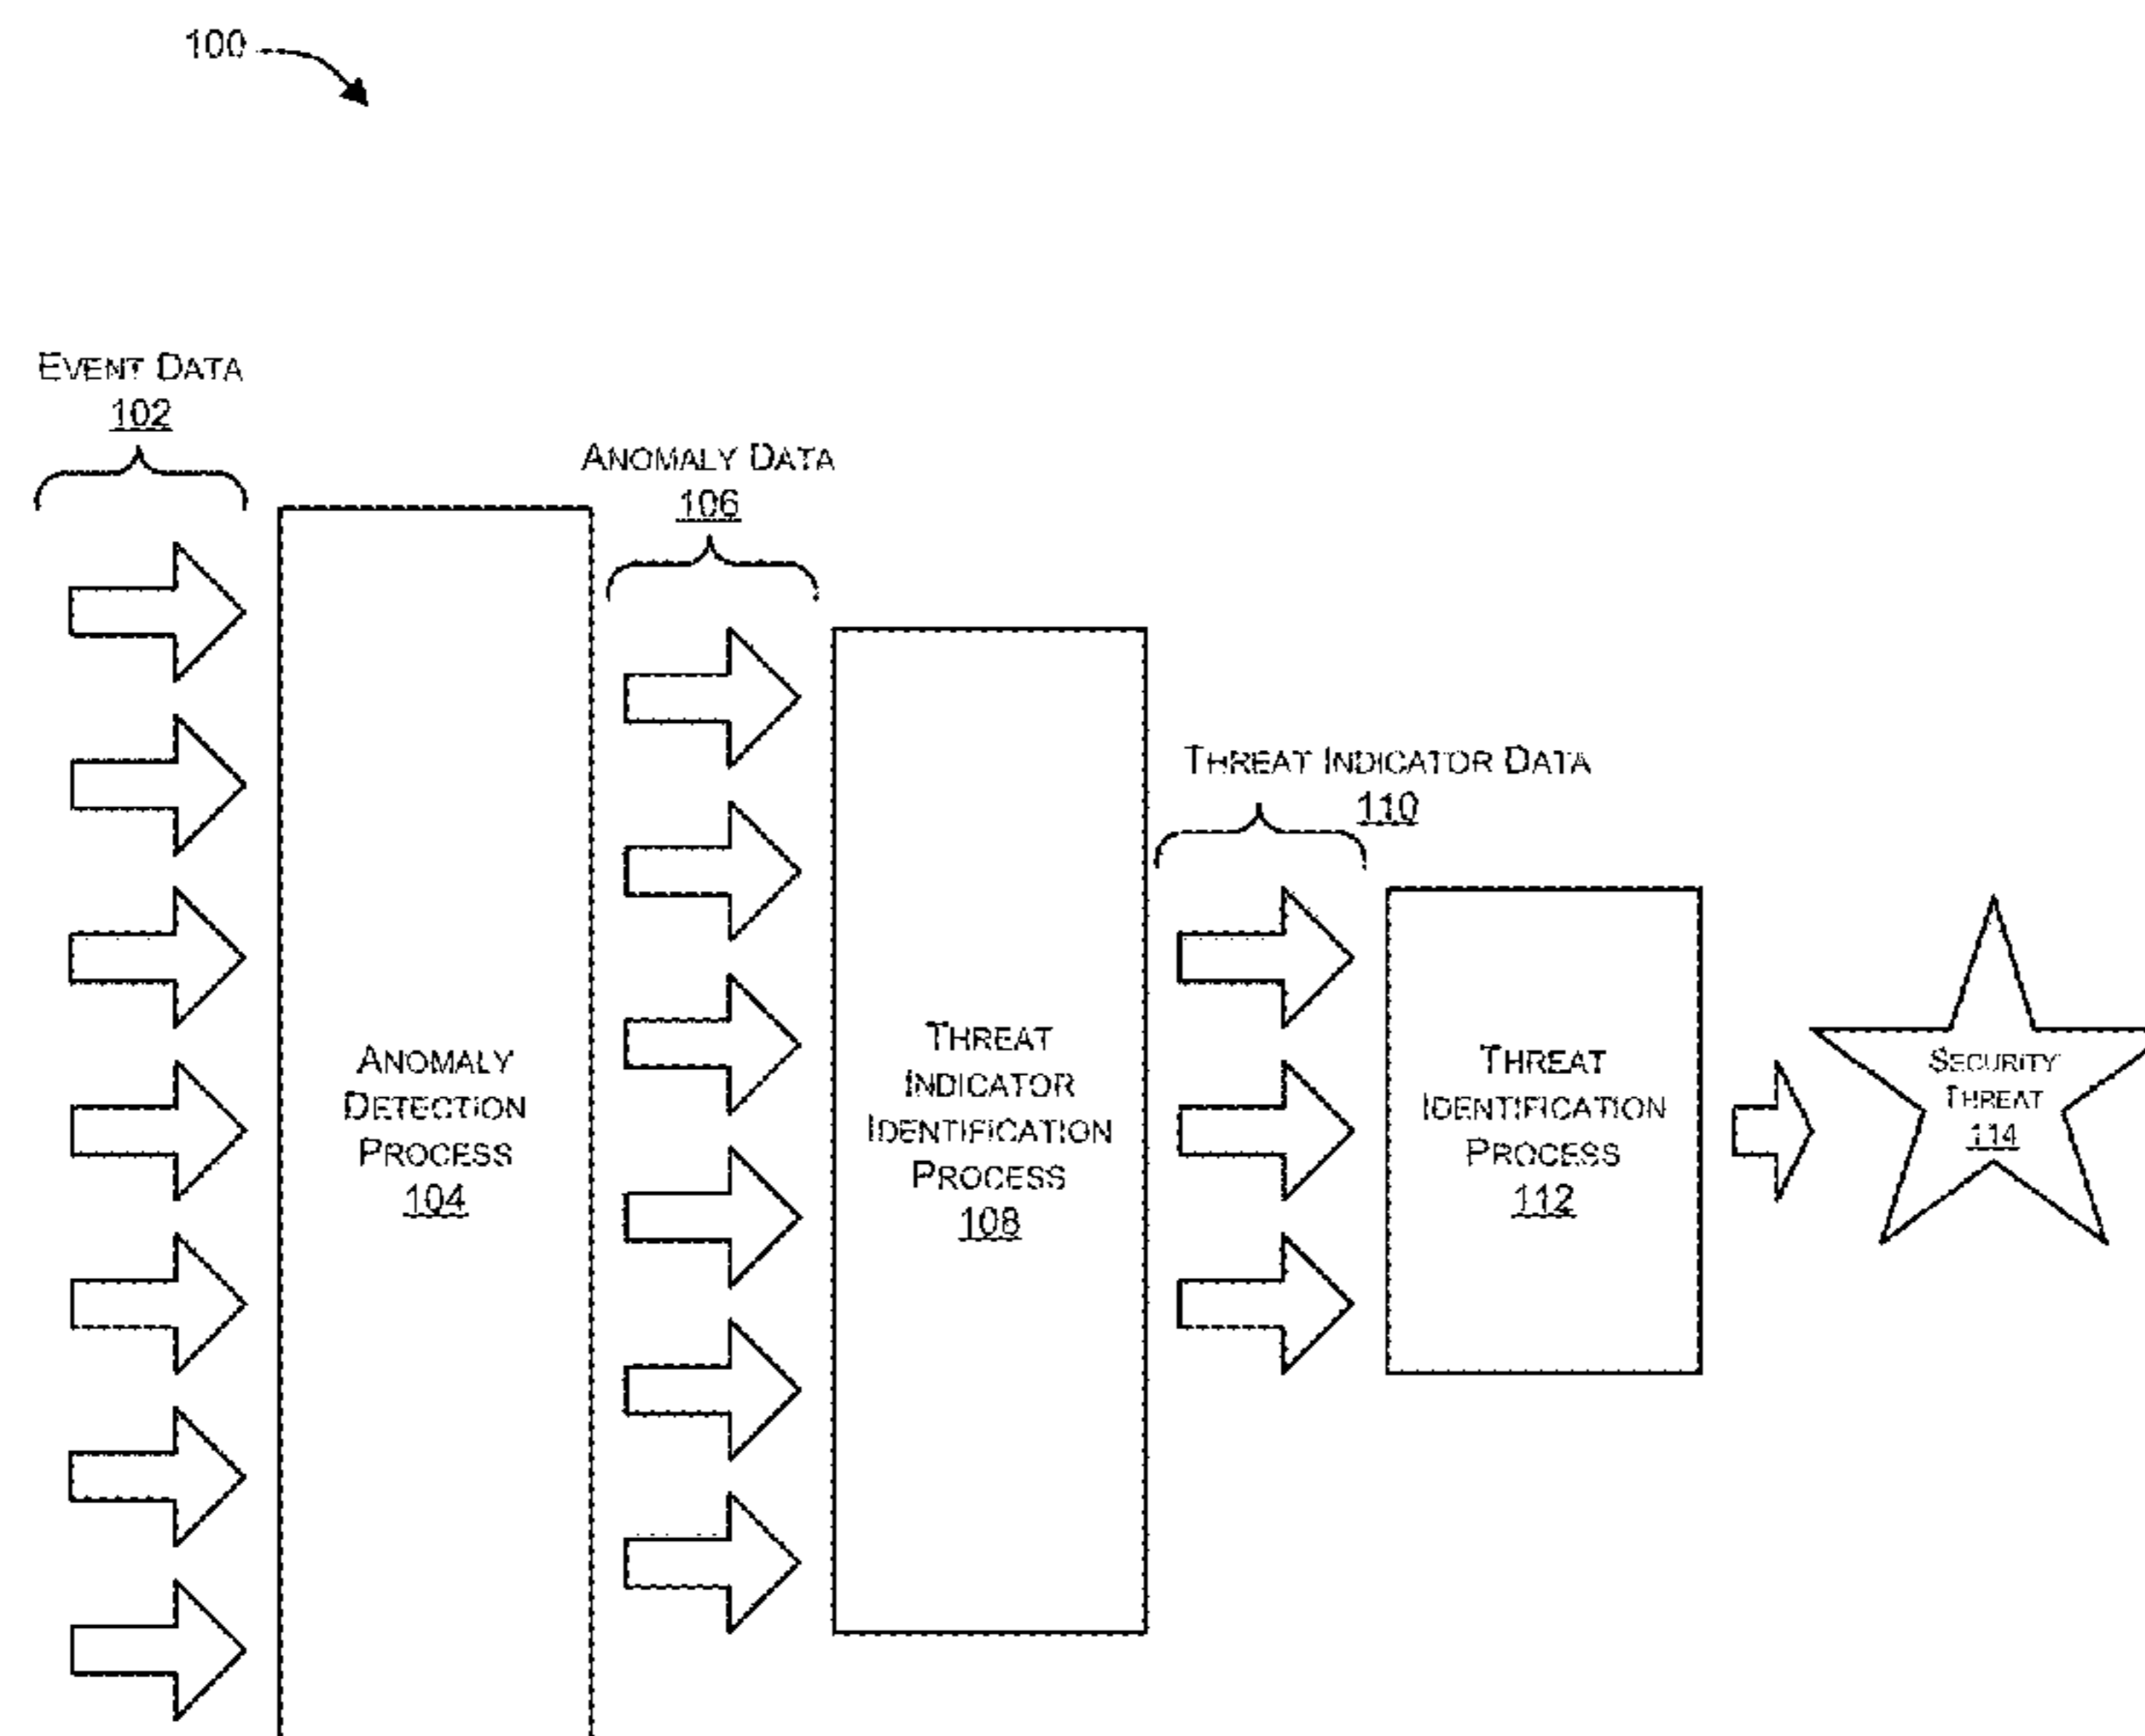 100
EVENT DATA
102
ANOMALY DATA
106
THREAT INDICATOR DATA
110
ANOMALY
DETECTION
PROCESS
104
THREAT
INDICATOR
IDENTIFICATION
PROCESS
108
THREAT
IDENTIFICATION
PROCESS
112
SECURITY
THREAT
114